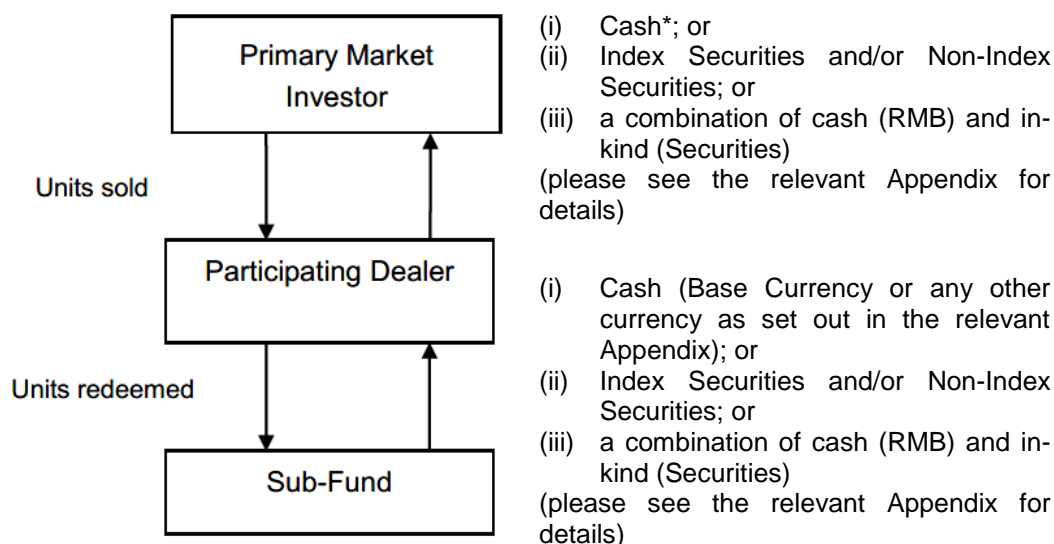 Primary Market
Investor
(i) Cash*; or
(ii) Index Securities and/or Non-Index
Securities; or
(iii) a combination of cash (RMB) and in-
kind (Securities)
(please see the relevant Appendix for
details)
Units sold
Participating Dealer
(i) Cash (Base Currency or any other
currency as set out in the relevant
Appendix); or
(ii) Index Securities and/or Non-Index
Securities; or
(iii) a combination of cash (RMB) and in-
kind (Securities)
(please see the relevant Appendix for
details)
Units redeemed
Sub-Fund